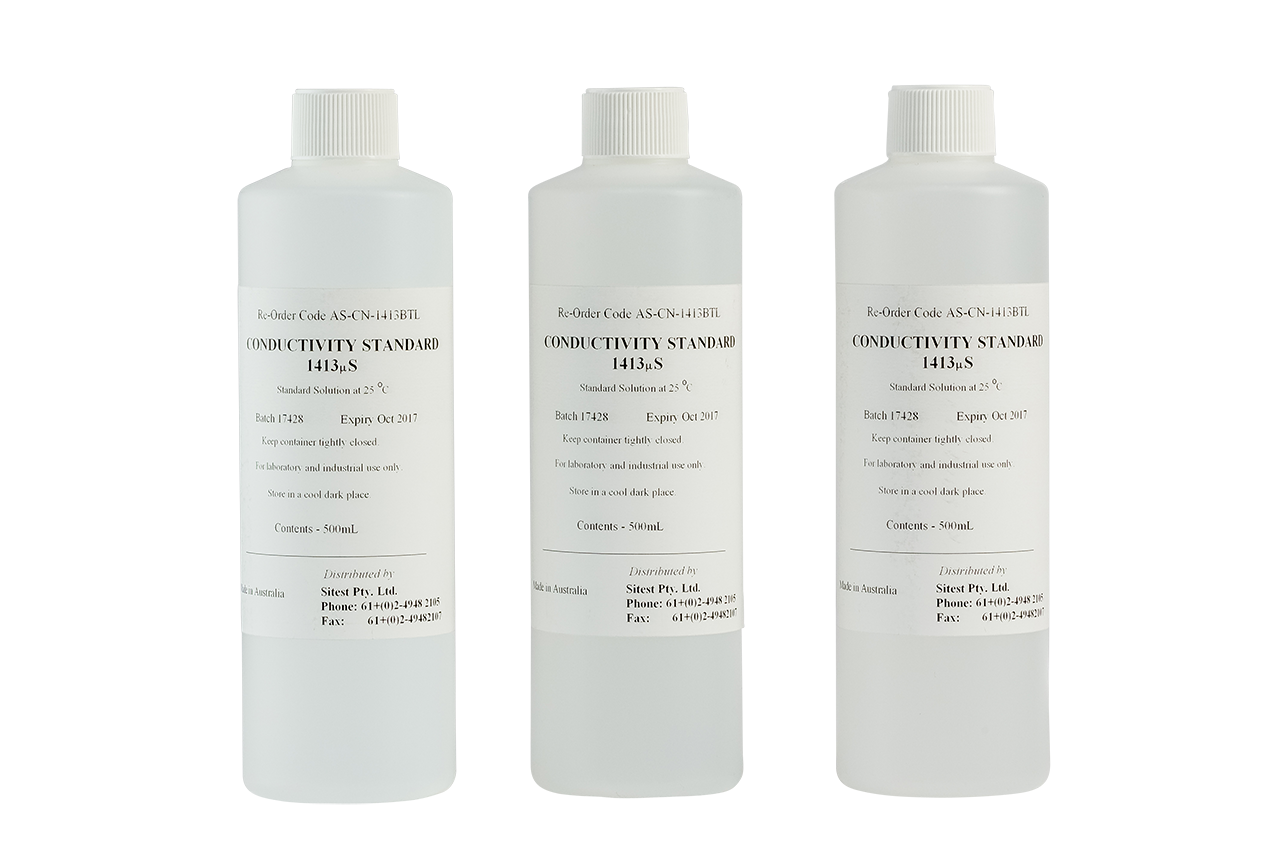 Re-Order Code AS-CN-1413BTL
CONDUCTIVITY STANDARD
1413µS
Standard Solution at 25 °C
Batch 17428 Expiry Oct 2017
Keep container tightly closed.
For laboratory and industrial use only.
Store in a cool dark place
Contents - 500mL
Distributed by
Made in Australia
Sitest Pty. Ltd.
Phone: 61+(0)2-4948 2105
Fax: 61+(0)2-49482107
Re-Order Code AS-CN-1413BTL
CONDUCTIVITY STANDARD
1413µS
Standard Solution at 25 °C
Batch 17428 Expiry Oct 2017
Keep container tightly closed.
For laboratory and industrial use only.
Store in a cool dark place.
Contents - 500mL
Distributed by
Made in Australia
Sitest Pty. Ltd.
Phone: 61+(0)2-4948 2105
Fax: 61+(0)2-49482107
Re-Order Code AS-CN-1413BTL
CONDUCTIVITY STANDARD
1413µS
Standard Solution at 25 °C
Batch 17428 Expiry Oct 2017
Keep container tightly closed.
For laboratory and industrial use only.
Store in a cool dark place
Contents - 500mL
Distributed by
Made in Australia
Sitest Pty. Ltd.
Phone: 61+(0)2-4948 2105
Fax: 61+(0)2-49482107